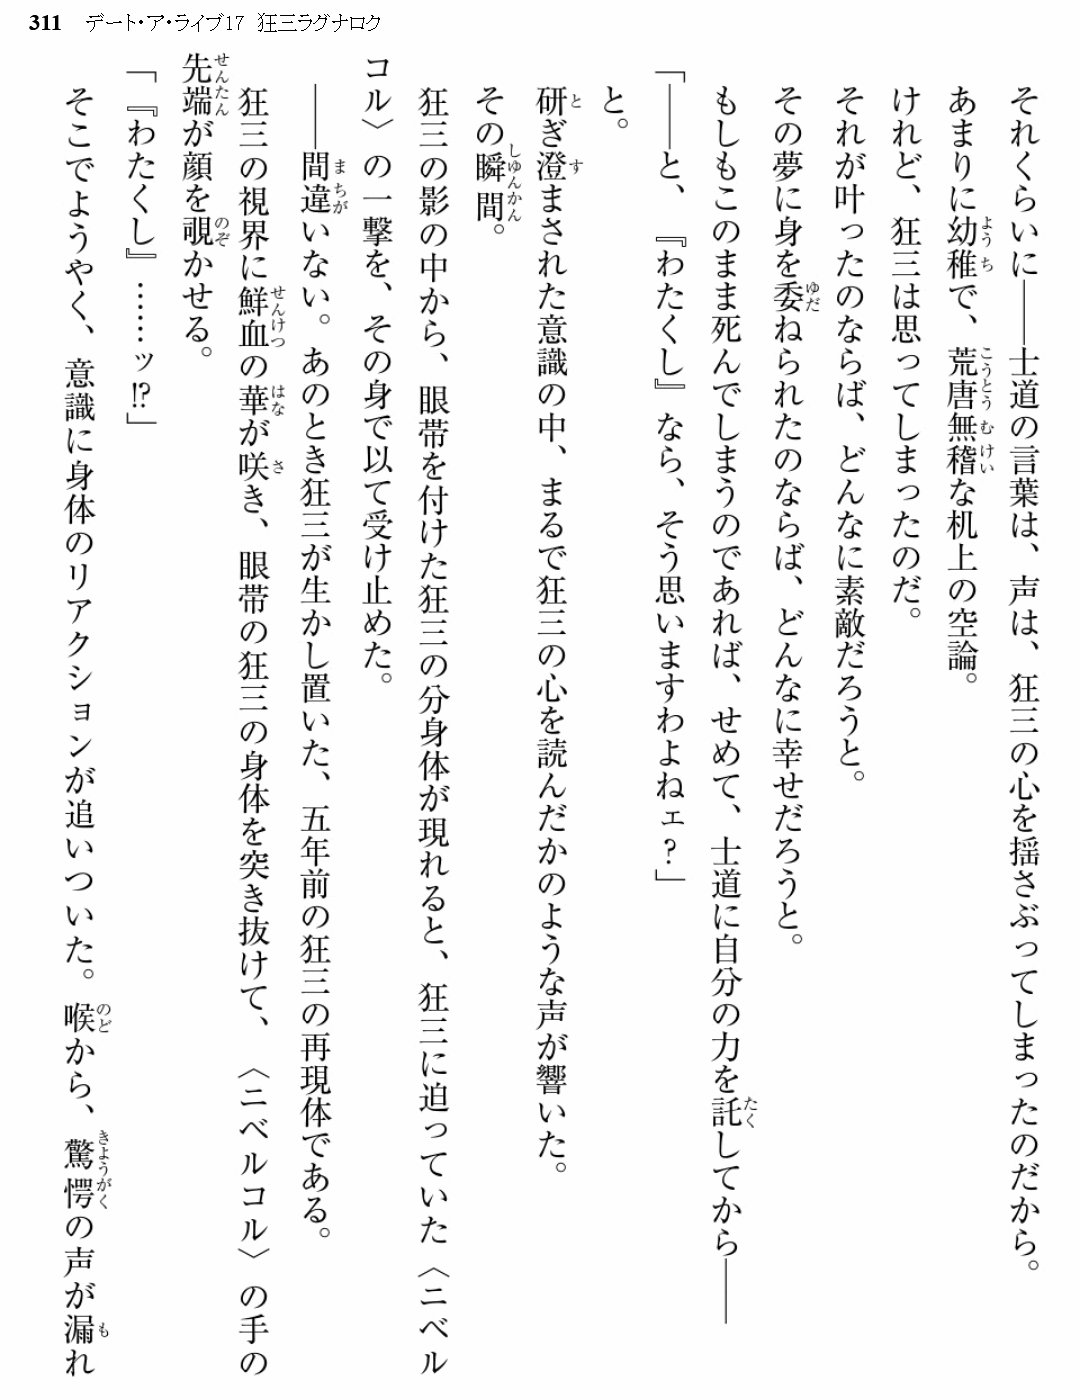 311 デート・ア・ライブ17 狂三ラグナロク
それくらいに――士道の言葉は、声は、狂三の心を揺さぶってしまったのだから。
あまりに幼稚で、荒唐無稽な机上の空論。
けれど、狂三は思ってしまったのだ。
それが叶ったのならば、どんなに素敵だろうと。
その夢に身を委ねられたのならば、どんなに幸せだろうと。
もしもこのまま死んでしまうのであれば、せめて、士道に自分の力を託してから――
「――と、『わたくし』なら、そう思いますわよねェ?」
と。
研ぎ澄まされた意識の中、まるで狂三の心を読んだかのような声が響いた。
その瞬間。
狂三の影の中から、眼帯を付けた狂三の分身体が現れると、狂三に迫っていた〈ニベル
コル〉の一撃を、その身で以て受け止めた。
――間違いない。あのとき狂三が生かし置いた、五年前の狂三の再現体である。
狂三の視界に鮮血の華が咲き、眼帯の狂三の身体を突き抜けて、〈ニベルコル〉の手の
先端が顔を覗かせる。
「『わたくし』……ッ!?」
そこでようやく、意識に身体のリアクションが追いついた。喉から、驚愕の声が漏れ